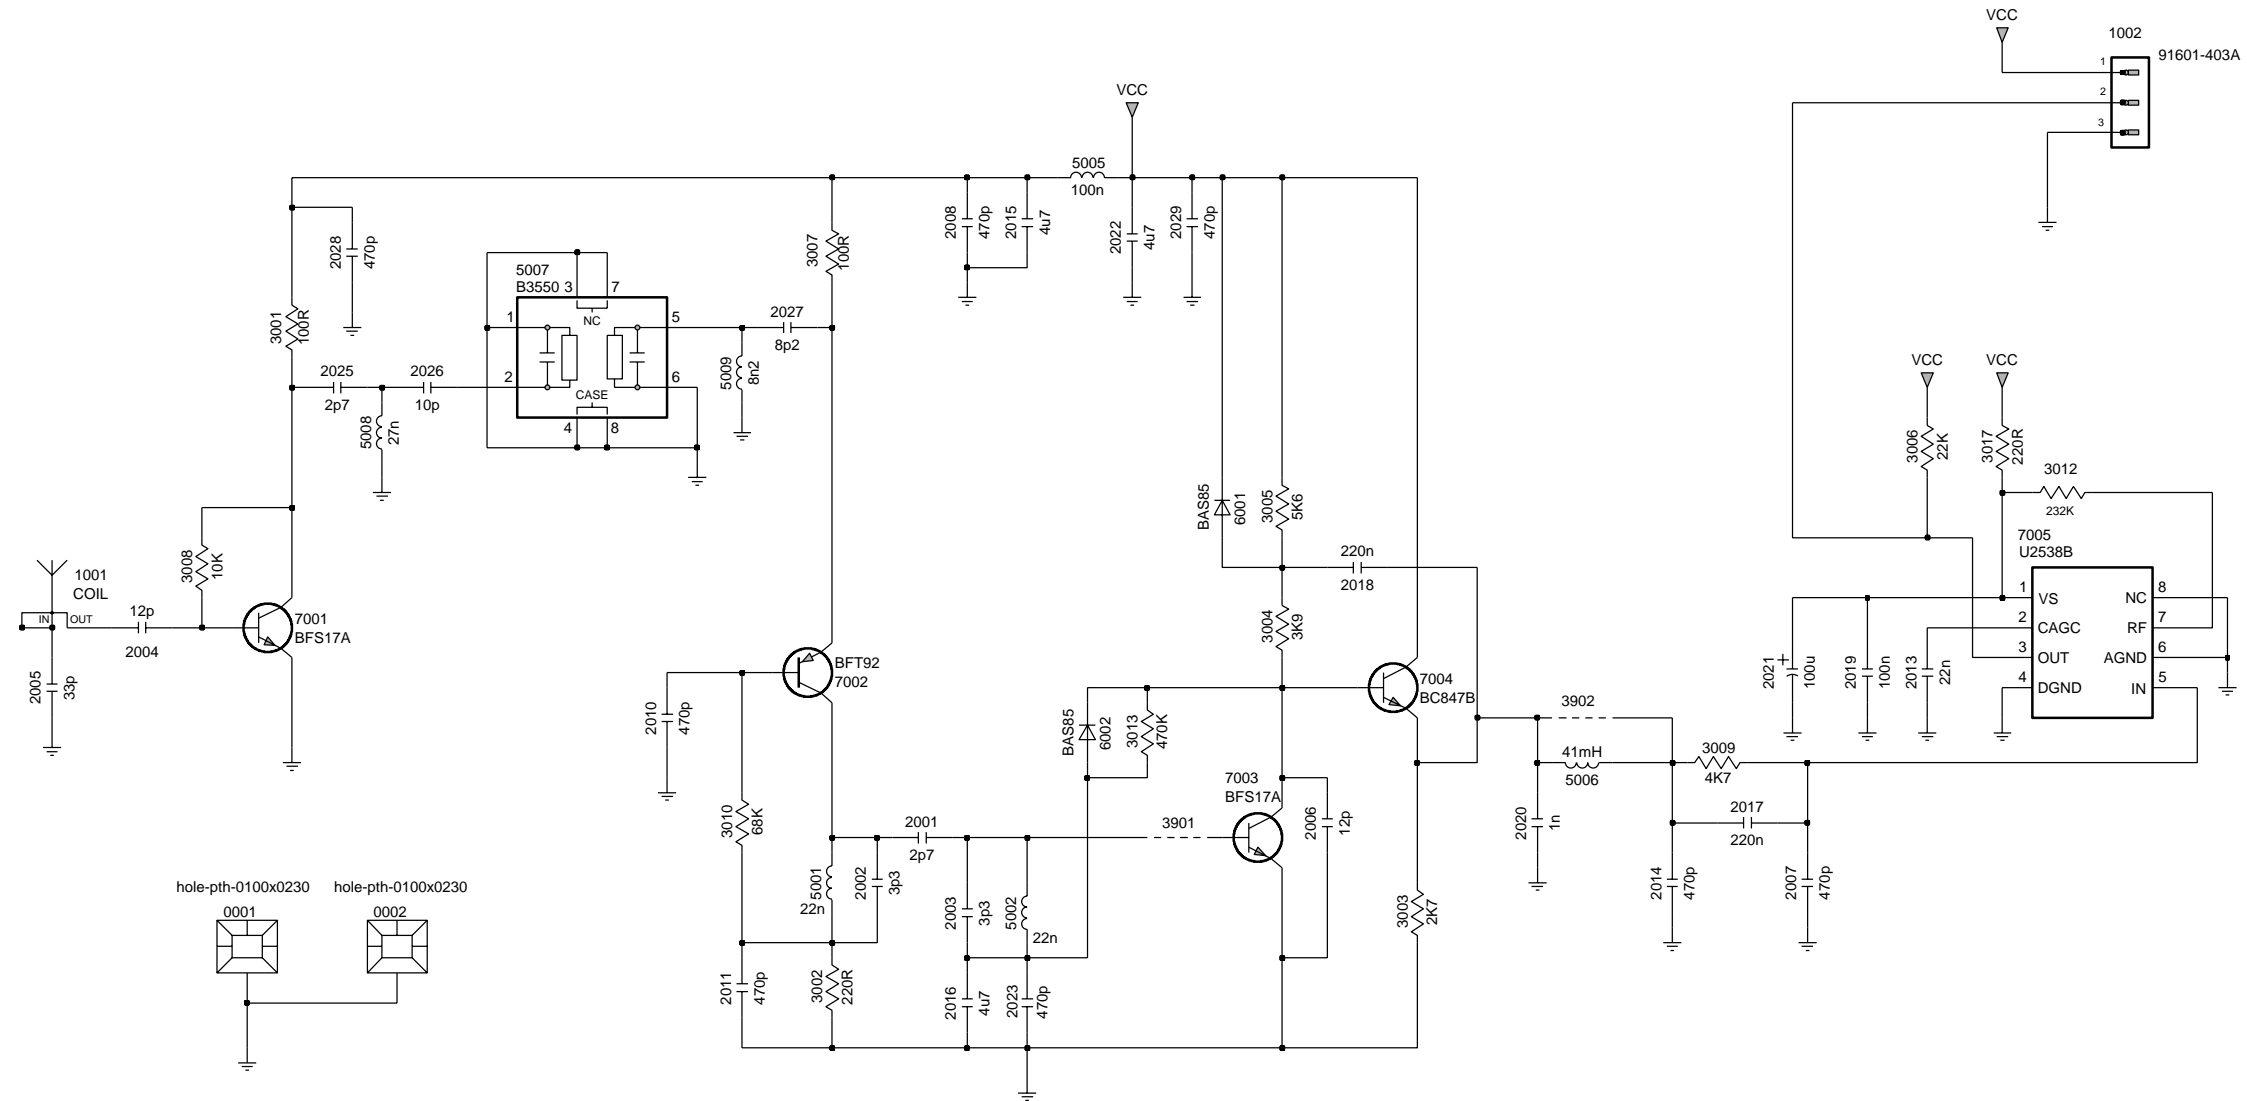 VCC
1002
91601-403A
1
2
3
VCC
5005
100n
2028
470p
3001
100R
5007
B3550
3
7
NC
1
5
2
6
CASE
4
8
3007
100R
2008
470p
2015
4u7
2022
4u7
2029
470p
2027
8p2
5009
8n2
2025
2p7
2026
10p
5008
27n
BAS85
6001
3005
5K6
220n
2018
VCC
VCC
3006
22K
3017
220R
3012
232K
7005
U2538B
1
VS
NC
8
2
CAGC
RF
7
3
OUT
AGND
6
4
DGND
IN
5
2021
+
100u
2019
100n
2013
22n
1001
COIL
IN
OUT
12p
2004
2005
33p
3008
10K
7001
BFS17A
BFT92
7002
2010
470p
3004
3K9
7004
BC847B
BAS85
6002
3013
470K
3902
41mH
5006
3009
4K7
7003
BFS17A
3010
68K
2001
2p7
3901
2006
12p
2020
1n
2017
220n
2014
470p
2007
470p
5001
22n
2002
3p3
2003
3p3
5002
22n
3003
2K7
2011
470p
3002
220R
2016
4u7
2023
470p
hole-pth-0100x0230
hole-pth-0100x0230
0001
0002